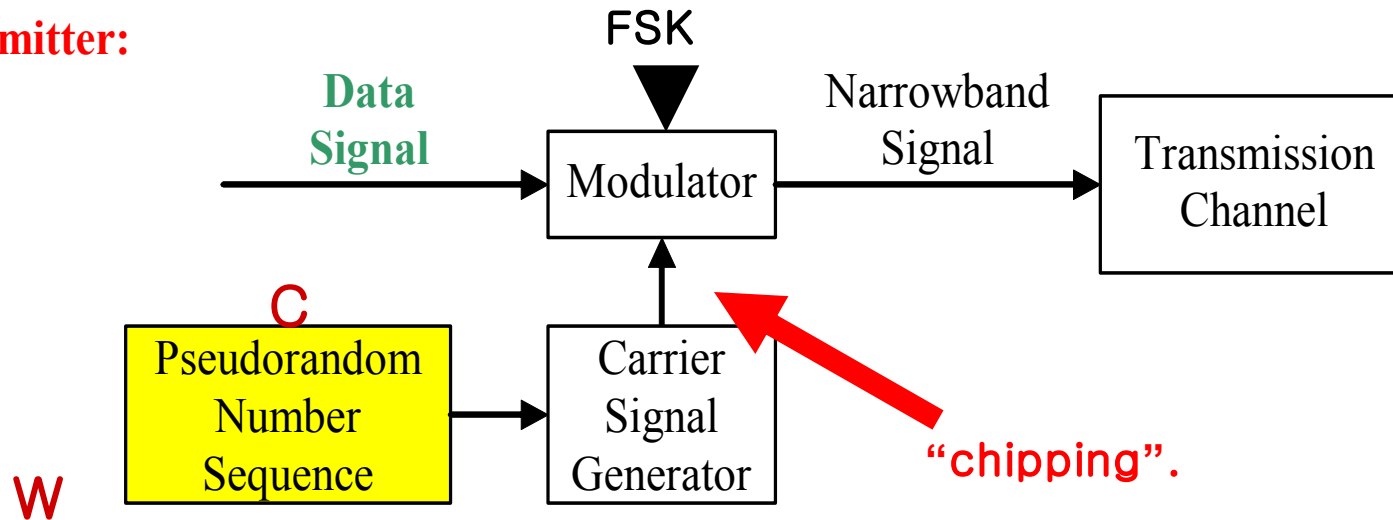 mitter:
FSK
Data
Signal
Narrowband
Signal
Modulator
Transmission
Channel
C
Pseudorandom
Number
Sequence
Carrier
Signal
Generator
“chipping”.
W